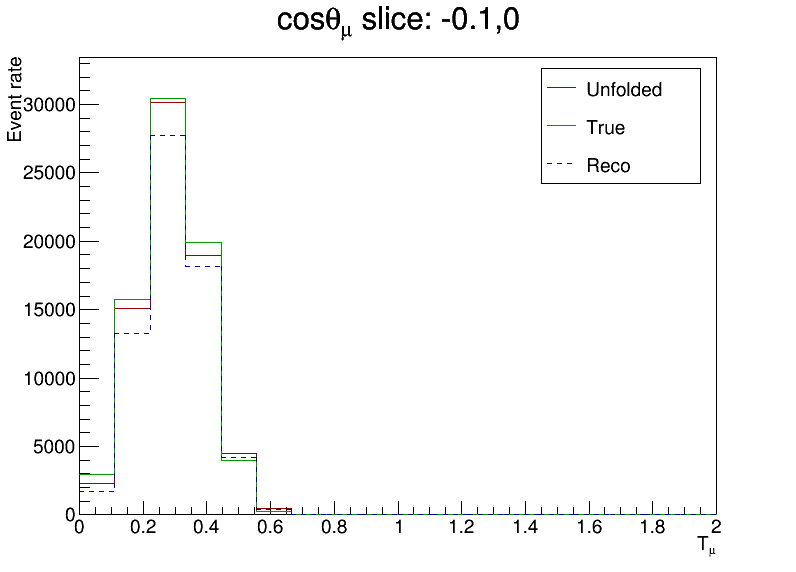 cosθμ slice: -0.1,0
Event rate
30000
25000
20000
15000
10000
5000
0
Unfolded
True
Reco
0 0.2 0.4 0.6 0.8 1 1.2 1.4 1.6 1.8 2
Tμ